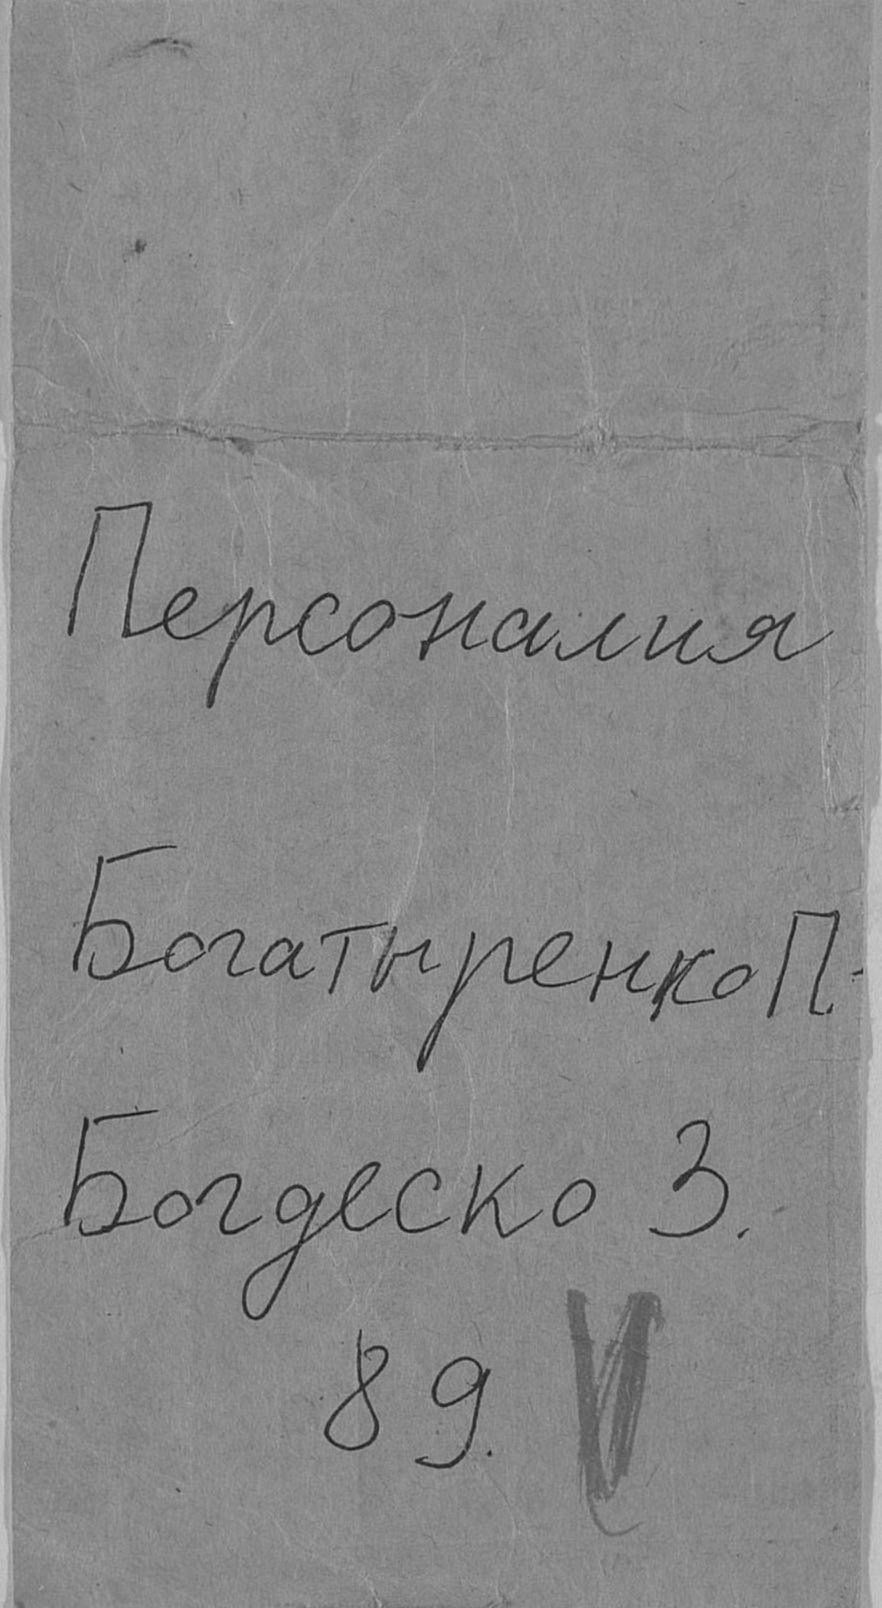 Персоналия
Богатыренко П.
Богдеско З.
89.
V